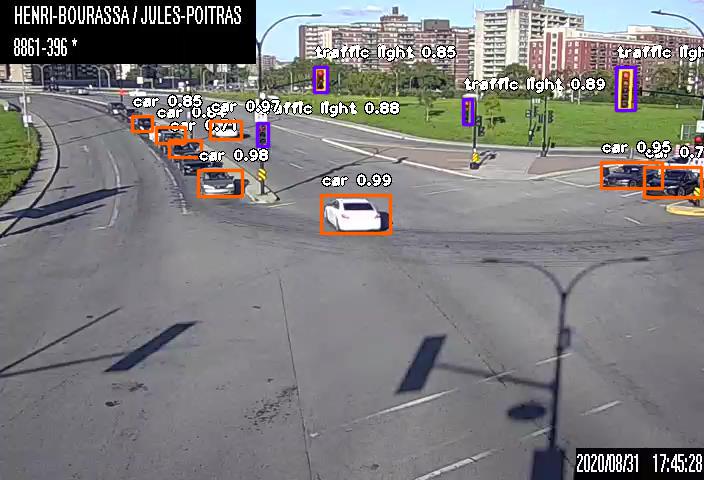 HENRI-BOURASSA / JULES-POITRAS
8861-396 *
traffic light 0.85
traffic ligh
traffic light 0.89
car 0.85
car 0.97
ffic light 0.88
car 0.98
car 0.99
car 0.95
2020/08/31 17:45:28